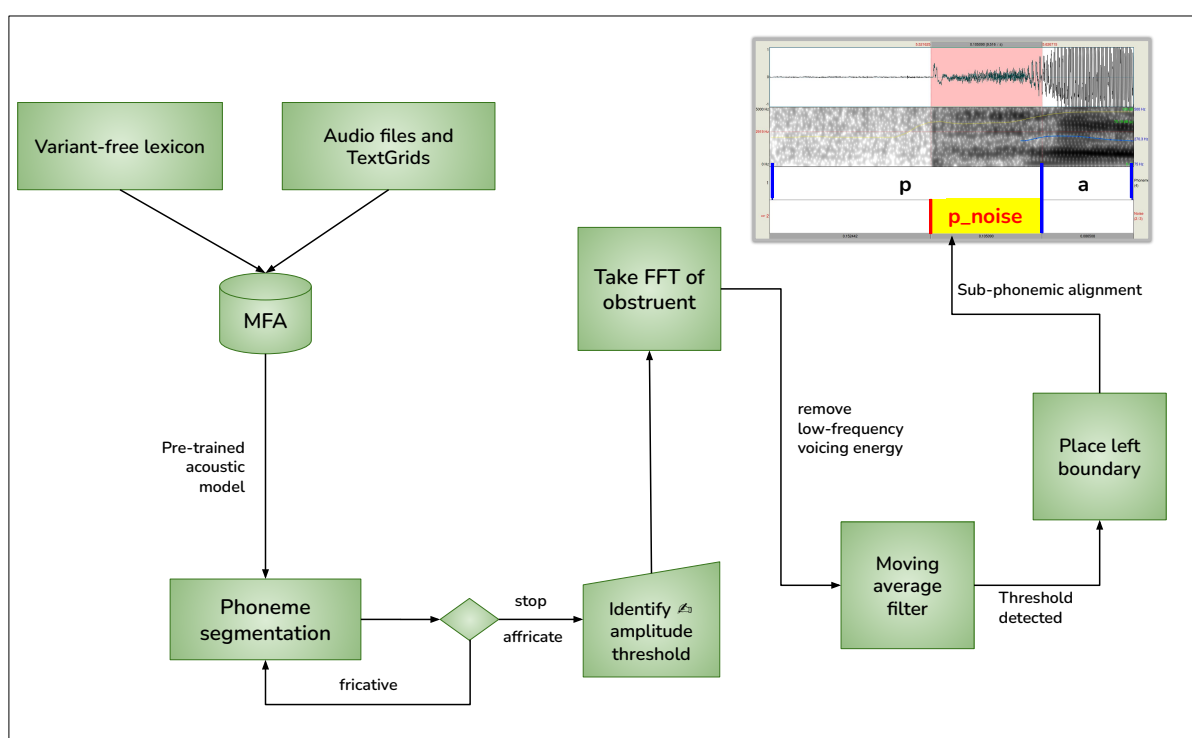 Variant-free lexicon
Audio files and
TextGrids
MFA
Pre-trained
acoustic
model
Phoneme
segmentation
fricative
stop
affricate
Identify ✍
amplitude
threshold
Take FFT of
obstruent
remove
low-frequency
voicing energy
Moving
average
filter
Threshold
detected
Place left
boundary
Sub-phonemic alignment
p
a
p_noise